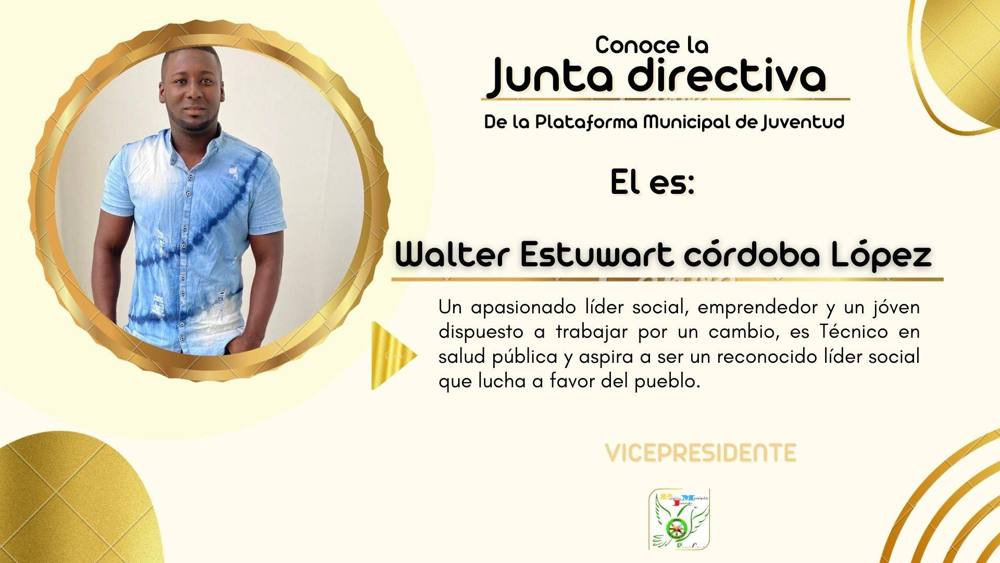 Conoce la
Junta directiva
De la Plataforma Municipal de Juventud
El es:
Walter Estuwart córdoba López
Un apasionado líder social, emprendedor y un jóven
dispuesto a trabajar por un cambio, es Técnico en
salud pública y aspira a ser un reconocido líder social
que lucha a favor del pueblo.
VICEPRESIDENTE